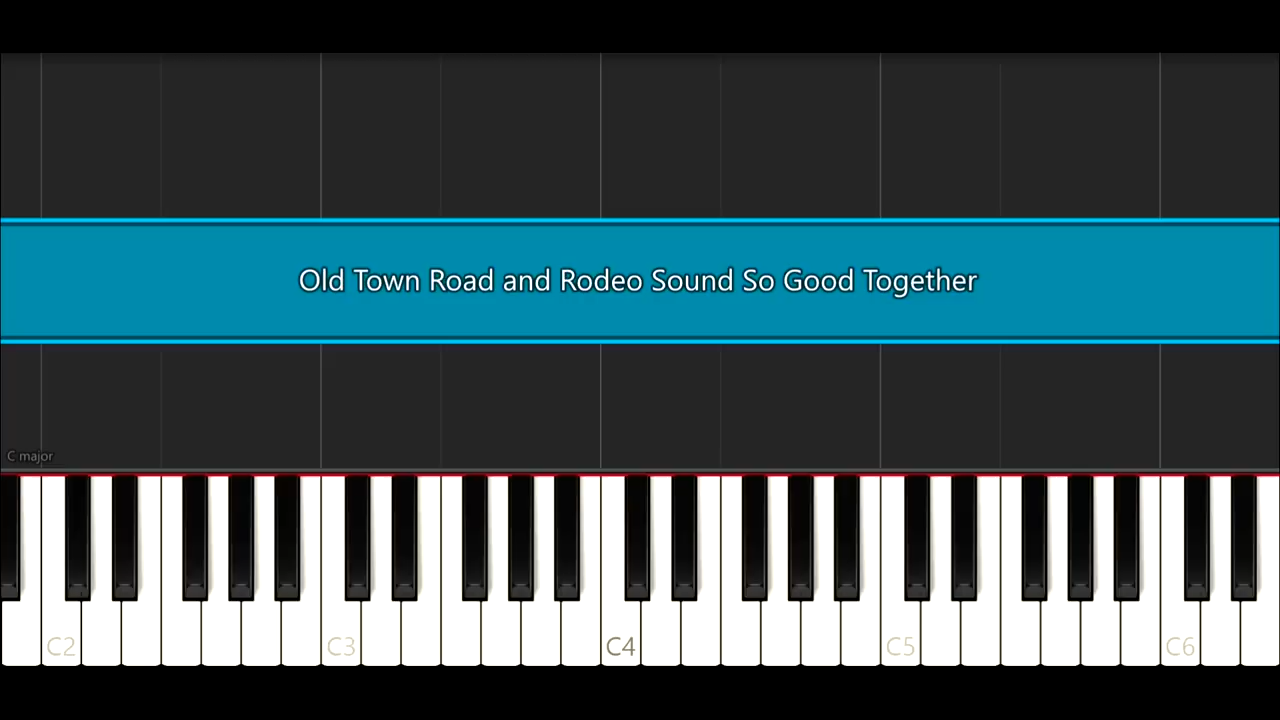 Old Town Road and Rodeo Sound So Good Together
C major
C2 C3 C4 C5 C6